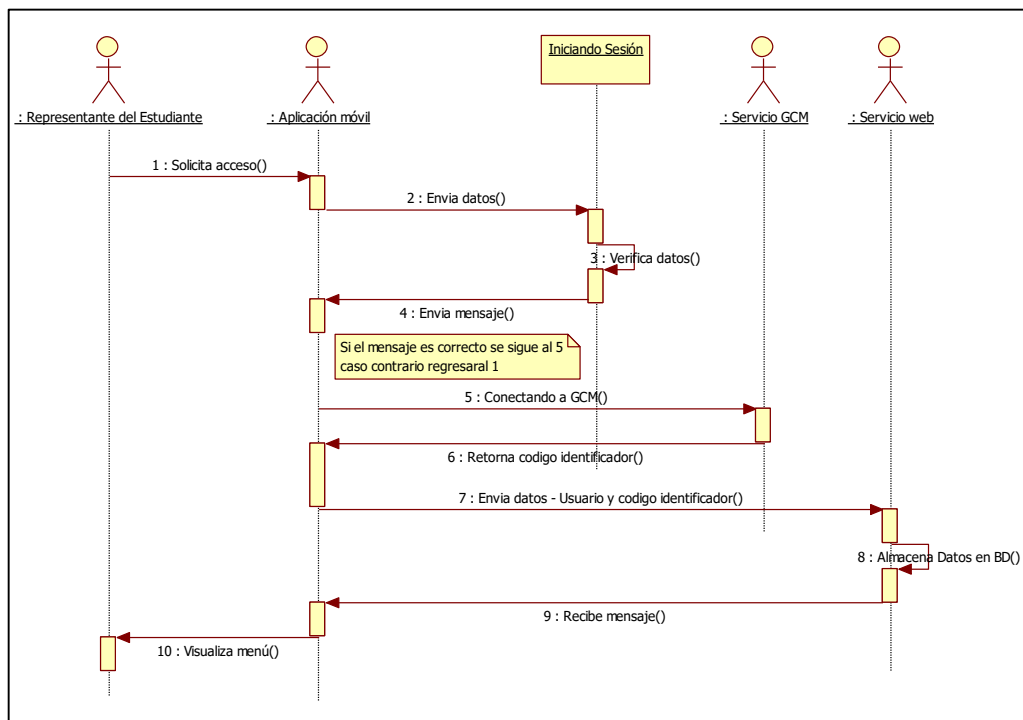 Iniciando Sesión
: Representante del Estudiante
: Aplicación móvil
: Servicio GCM
: Servicio web
1 : Solicita acceso()
2 : Envia datos()
3 : Verifica datos()
4 : Envia mensaje()
Si el mensaje es correcto se sigue al 5
caso contrario regresaral 1
5 : Conectando a GCM()
6 : Retorna codigo identificador()
7 : Envia datos - Usuario y codigo identificador()
8 : Almacena Datos en BD()
9 : Recibe mensaje()
10 : Visualiza menú()